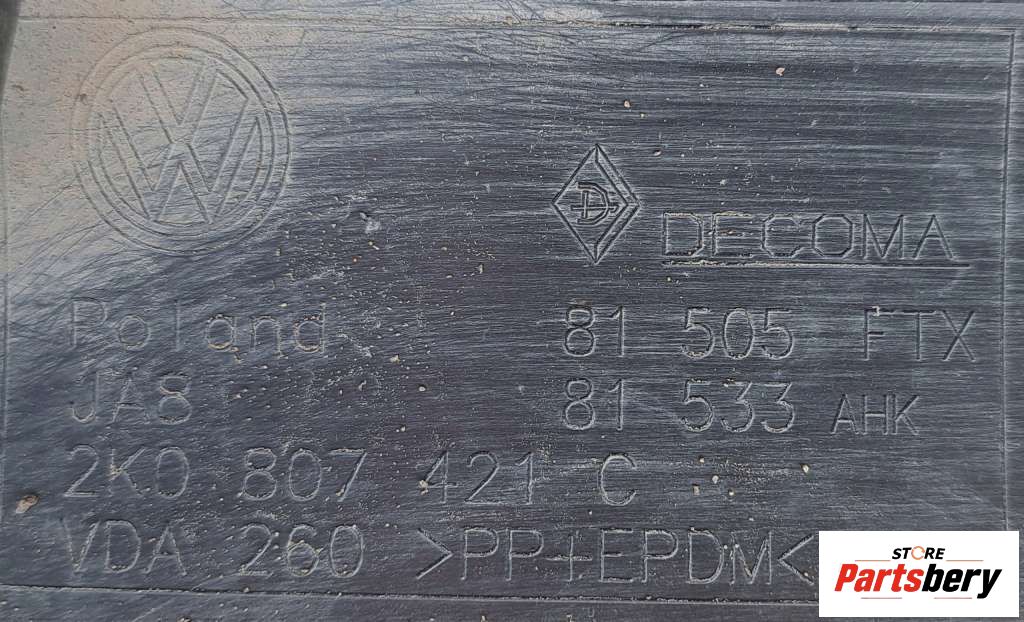 DECOMA
Poland 81 505 FTX
JA8 81 533 AHK
2K0 807 421 C
VDA 260 >PP+EPDM<
STORE
Partsbery